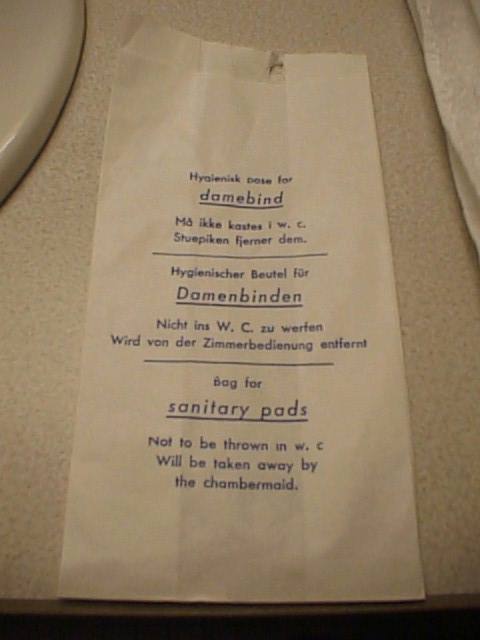 Hygienisk pose for
damebind
Må ikke kastes i w. c.
Stuepiken fjerner dem.
Hygienischer Beutel für
Damenbinden
Nicht ins W. C. zu werfen
Wird von der Zimmerbedienung entfernt
Bag for
sanitary pads
Not to be thrown in w. c
Will be taken away by
the chambermaid.